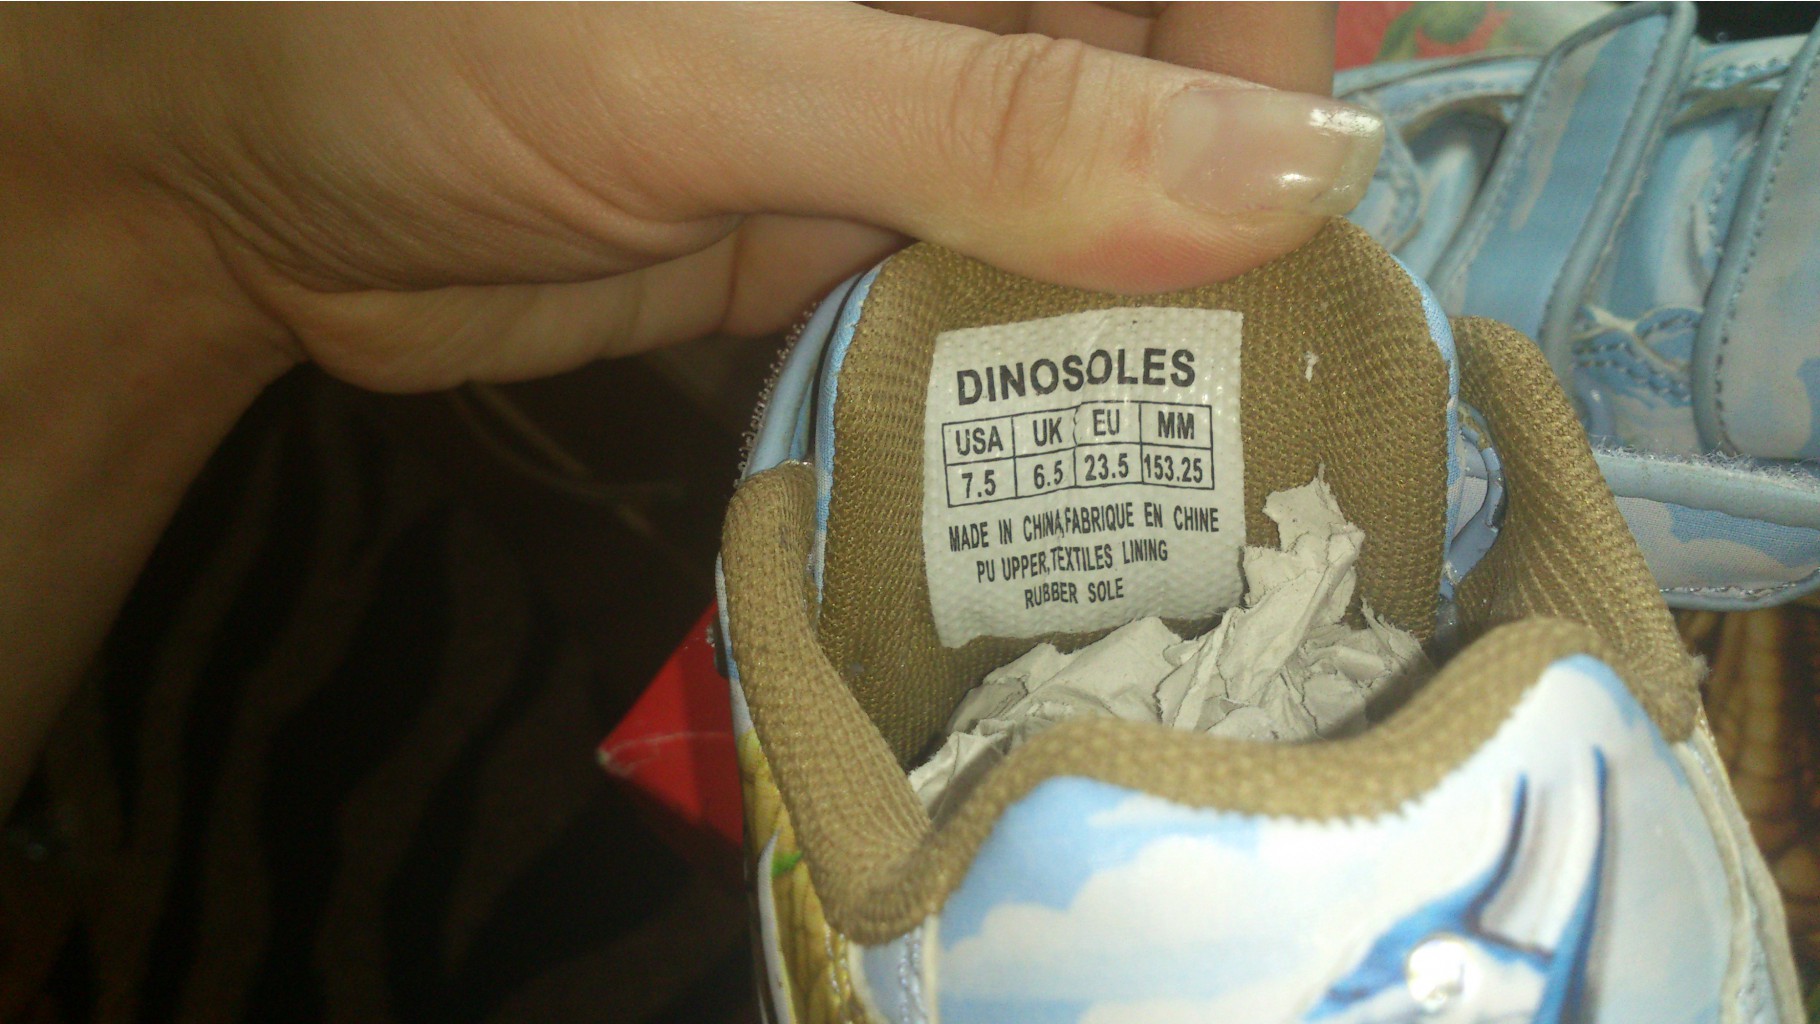 DINOSOLES
USA UK EU MM
7.5 6.5 23.5 153.25
MADE IN CHINA,FABRIQUE EN CHINE
PU UPPER,TEXTILES LINING
RUBBER SOLE